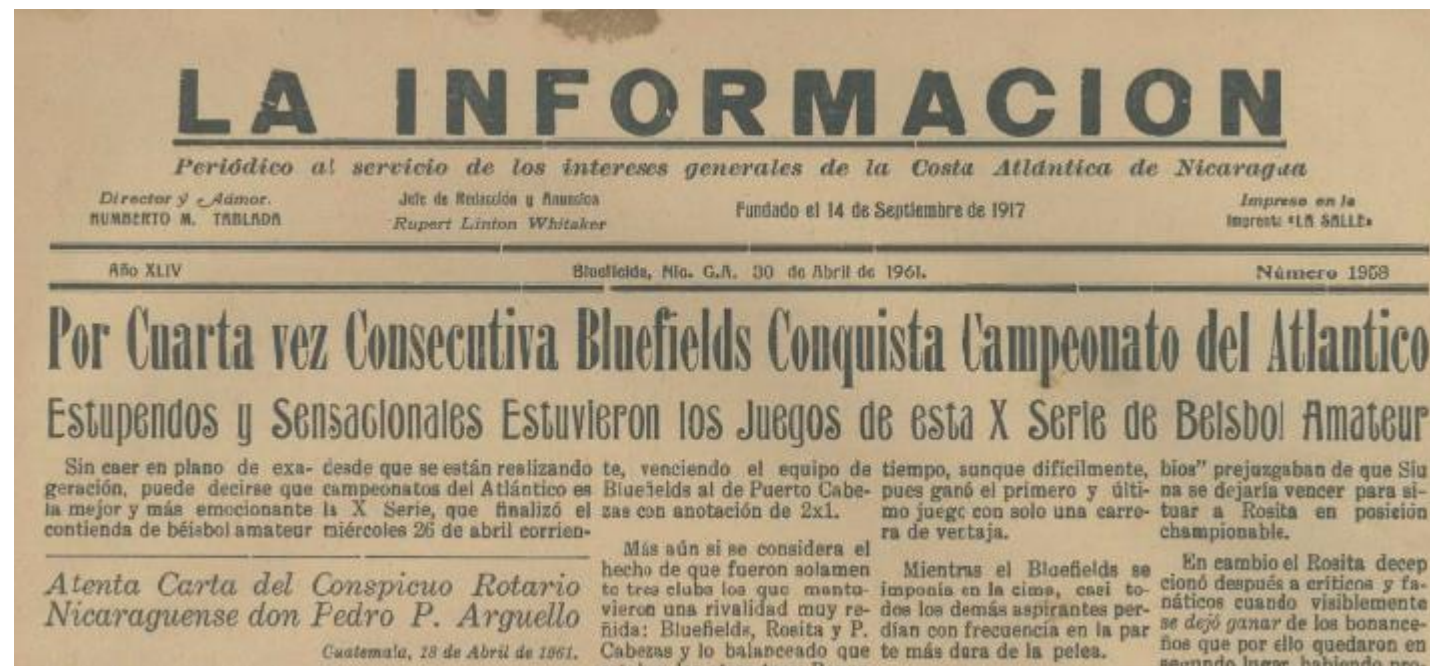 LA INFORMACION
Periódico al servicio de los intereses generales de la Costa Atlántica de Nicaragua
Director y Admor.
HUMBERTO M. TABLADA
Jefe de Redacción y Anuncios
Rupert Linton Whitaker
Fundado el 14 de Septiembre de 1917
Impreso en la
Imprenta «LA SALLE»
Año XLIV
Bluefields, Nic. C.A. 30 de Abril de 1961.
Número 1958
Por Cuarta vez Consecutiva Bluefields Conquista Campeonato del Atlantico
Estupendos y Sensacionales Estuvieron los Juegos de esta X Serie de Beisbol Amateur
Sin caer en plano de exa-
geración, puede decirse que
la mejor y más emocionante
contienda de béisbol amateur
desde que se están realizando
campeonatos del Atlántico es
la X Serie, que finalizó el
miércoles 26 de abril corrien-
te, venciendo el equipo de
Bluefields al de Puerto Cabe-
zas con anotación de 2x1.
Más aún si se considera el
hecho de que fueron solamen
te tres clubs los que mantu-
vieron una rivalidad muy re-
ñida: Bluefields, Rosita y P.
Cabezas y lo balanceado que
tiempo, aunque dificilmente,
pues ganó el primero y últi-
mo juego con solo una carre-
ra de ventaja.
Mientras el Bluefields se
imponía en la cima, casi to-
dos los demás aspirantes per-
dían con frecuencia en la par
te más dura de la pelea.
bios" prejuzgaban de que Siu
na se dejaría vencer para si-
tuar a Rosita en posición
championable.
En cambio el Rosita decep
cionó después a críticos y fa-
náticos cuando visiblemente
se dejó ganar de los bonance-
ños que por ello quedaron en
segundo lugar, habiendo
Atenta Carta del Conspicuo Rotario
Nicaraguense don Pedro P. Arguello
Guatemala, 18 de Abril de 1961.